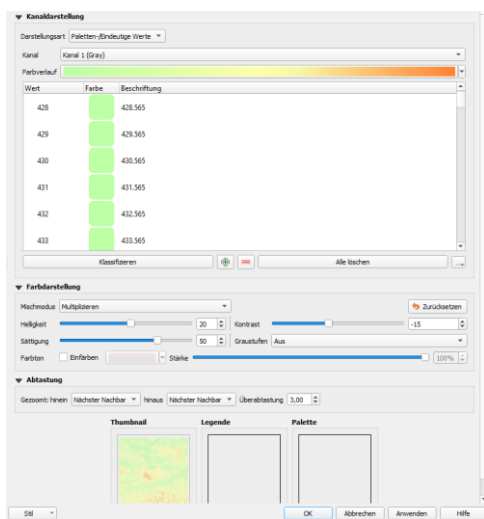 Kanaldarstellung
Darstellungsart Paletten-/Eindeutige Werte
Kanal Kanal 1 (Gray)
Farbverlauf
Wert Farbe Beschriftung
428 428.565
429 429.565
430 430.565
431 431.565
432 432.565
433 433.565
Klassifizieren Alle löschen ...
Farbdarstellung
Mischmodus Multiplizieren Zurücksetzen
Helligkeit 20 Kontrast -15
Sättigung 50 Graustufen Aus
Farbton Einfärben Stärke 100%
Abtastung
Gezoomt: hinein Nächster Nachbar hinaus Nächster Nachbar Überabtastung 3,00
Thumbnail Legende Palette
Stil OK Abbrechen Anwenden Hilfe